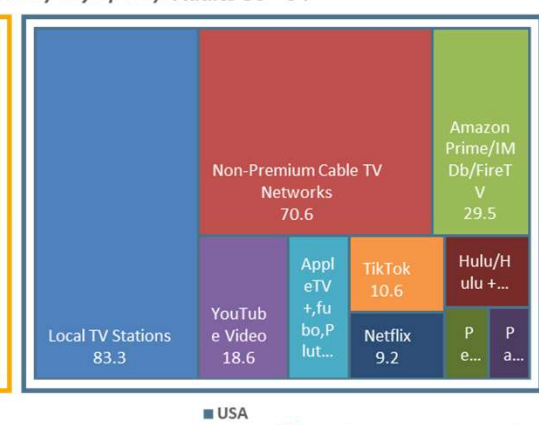 Local TV Stations
83.3
Non-Premium Cable TV
Networks
70.6
Amazon
Prime/IM
Db/FireT
V
29.5
YouTub
e Video
18.6
Appl
eTV
+,fu
bo,P
lut...
TikTok
10.6
Netflix
9.2
Hulu/H
ulu +...
P
e...
P
a...
USA